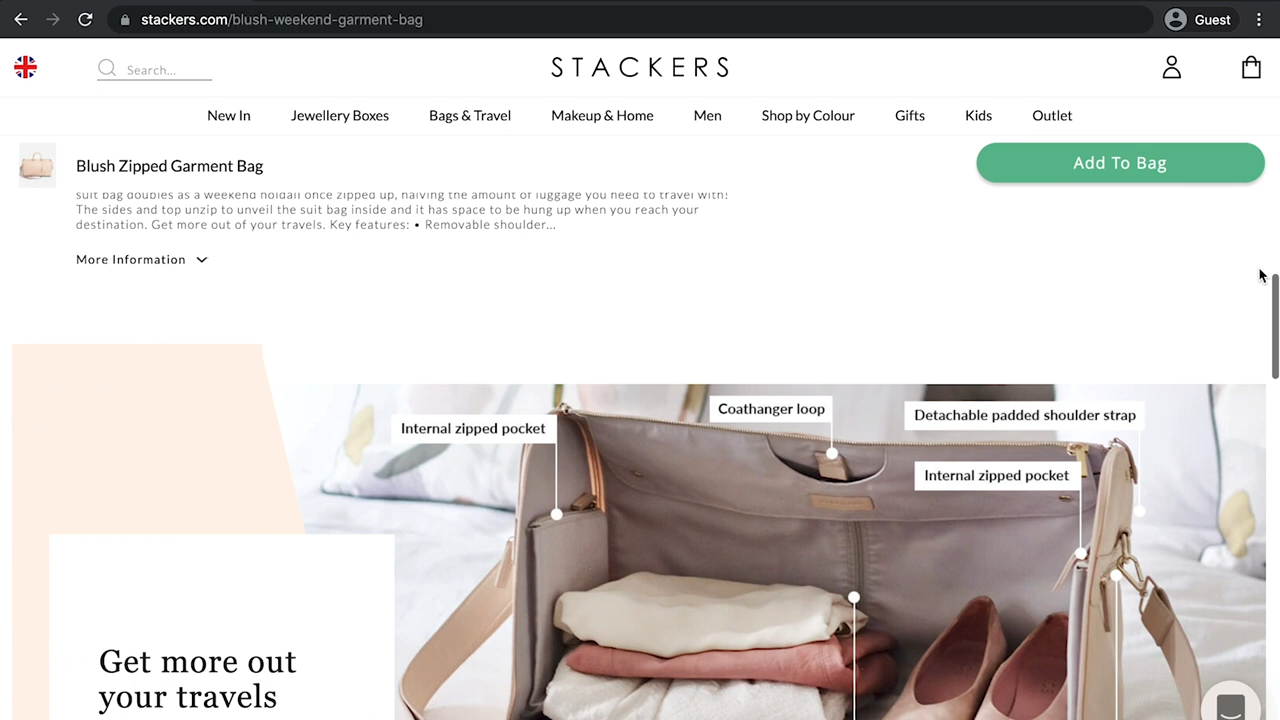 stackers.com/blush-weekend-garment-bag
Guest
Search...
STACKERS
New In
Jewellery Boxes
Bags & Travel
Makeup & Home
Men
Shop by Colour
Gifts
Kids
Outlet
Blush Zipped Garment Bag
Add To Bag
suit bag doubles as a weekend holdall once zipped up, halving the amount of luggage you need to travel with!
The sides and top unzip to unveil the suit bag inside and it has space to be hung up when you reach your
destination. Get more out of your travels. Key features: • Removable shoulder...
More Information
Internal zipped pocket
Coathanger loop
Detachable padded shoulder strap
Internal zipped pocket
Get more out
your travels